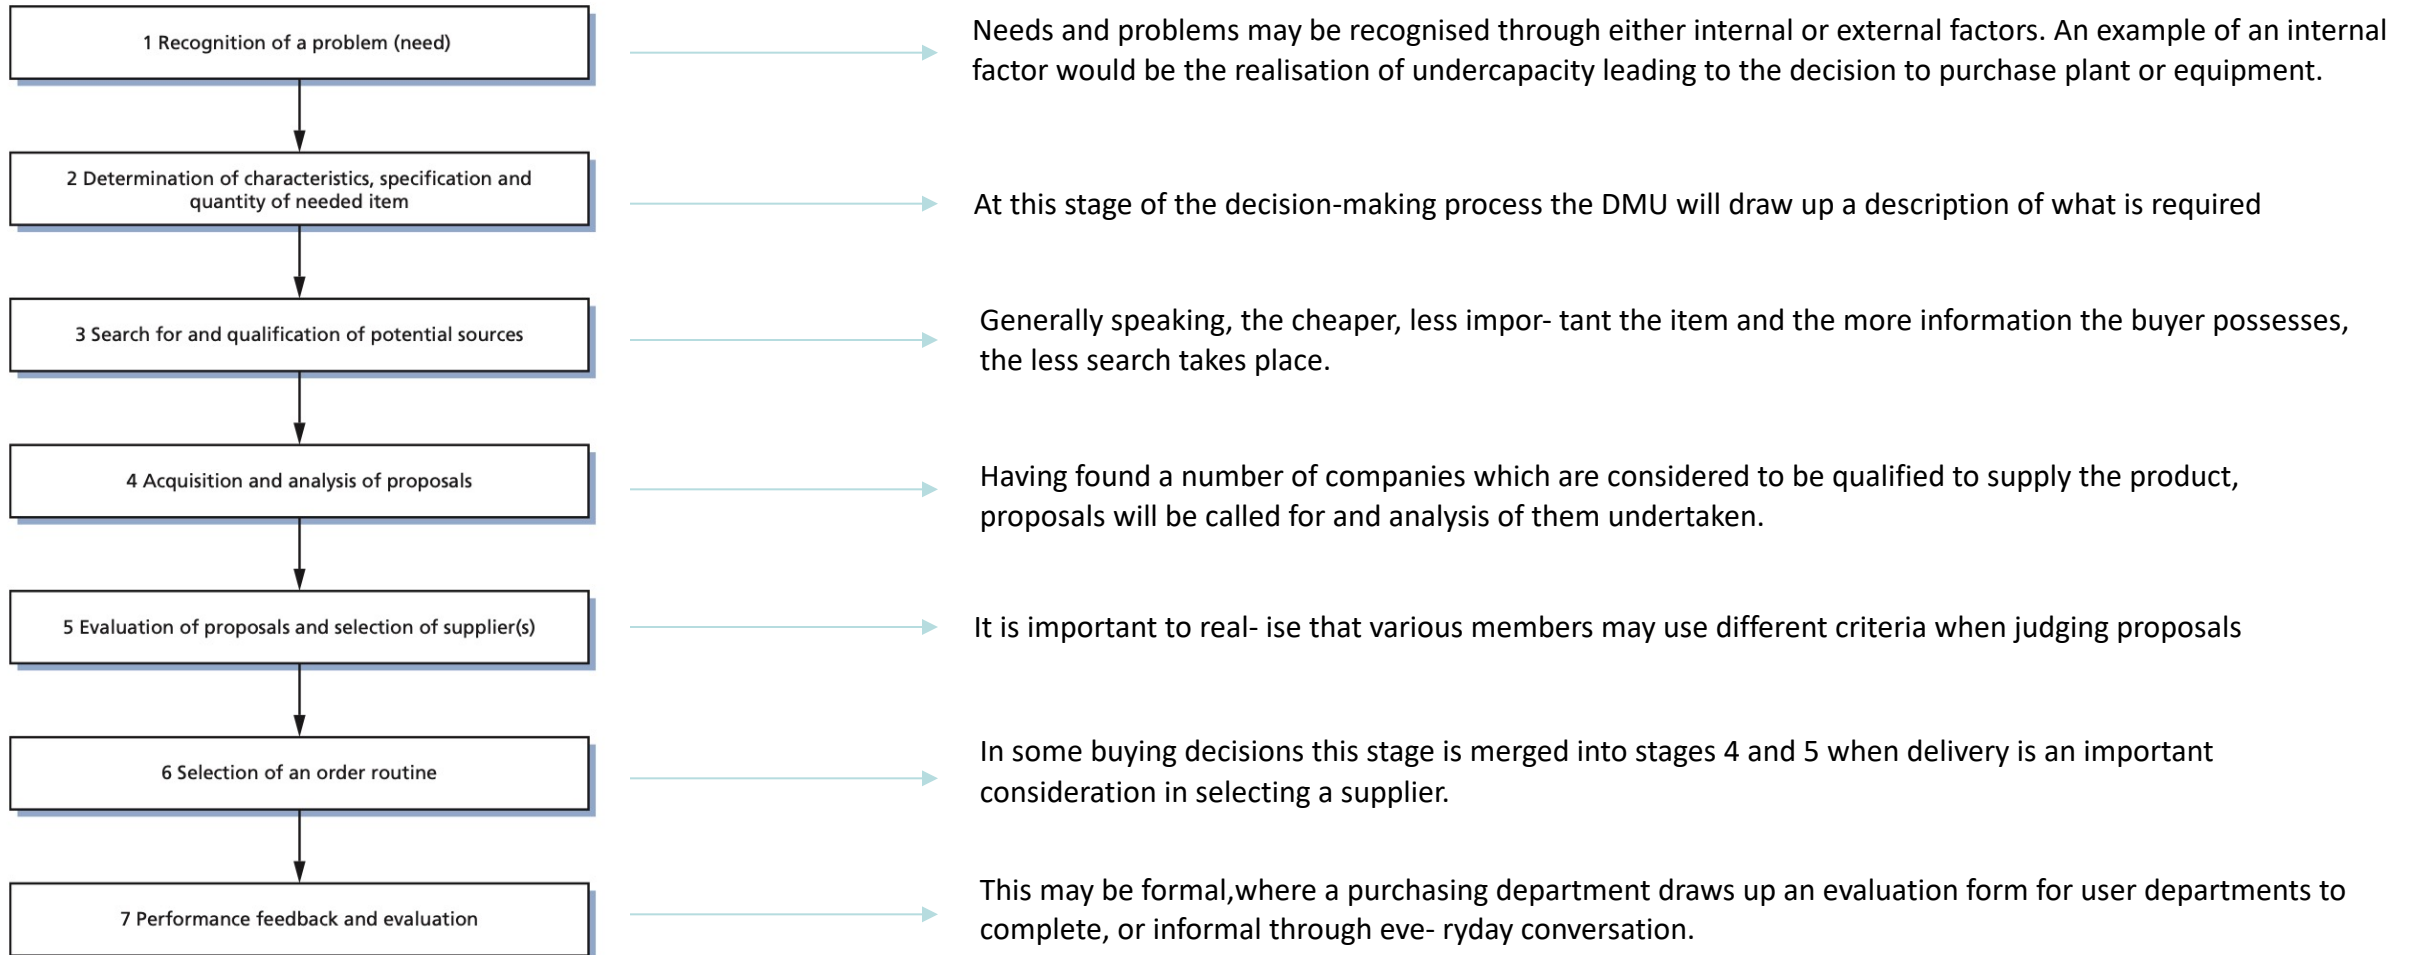 1 Recognition of a problem (need)
Needs and problems may be recognised through either internal or external factors. An example of an internal
factor would be the realisation of undercapacity leading to the decision to purchase plant or equipment.
2 Determination of characteristics, specification and
quantity of needed item
At this stage of the decision-making process the DMU will draw up a description of what is required
3 Search for and qualification of potential sources
Generally speaking, the cheaper, less impor- tant the item and the more information the buyer possesses,
the less search takes place.
4 Acquisition and analysis of proposals
Having found a number of companies which are considered to be qualified to supply the product,
proposals will be called for and analysis of them undertaken.
5 Evaluation of proposals and selection of supplier(s)
It is important to real- ise that various members may use different criteria when judging proposals
6 Selection of an order routine
In some buying decisions this stage is merged into stages 4 and 5 when delivery is an important
consideration in selecting a supplier.
7 Performance feedback and evaluation
This may be formal,where a purchasing department draws up an evaluation form for user departments to
complete, or informal through eve- ryday conversation.